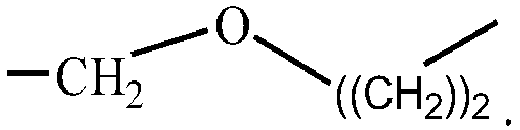 O
CH2 ((CH2))2 .